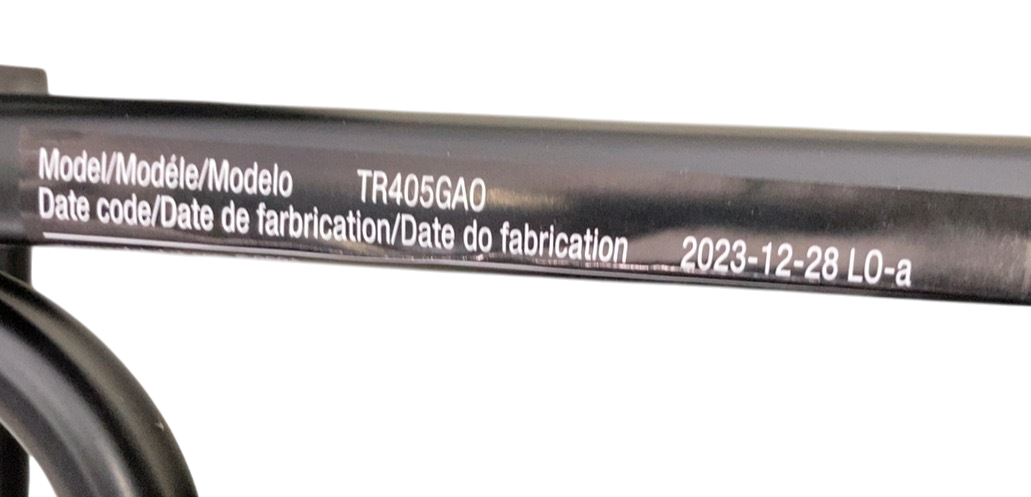 Model/Modéle/Modelo TR405GAO
Date code/Date de farbrication/Date do fabrication 2023-12-28 LO-a